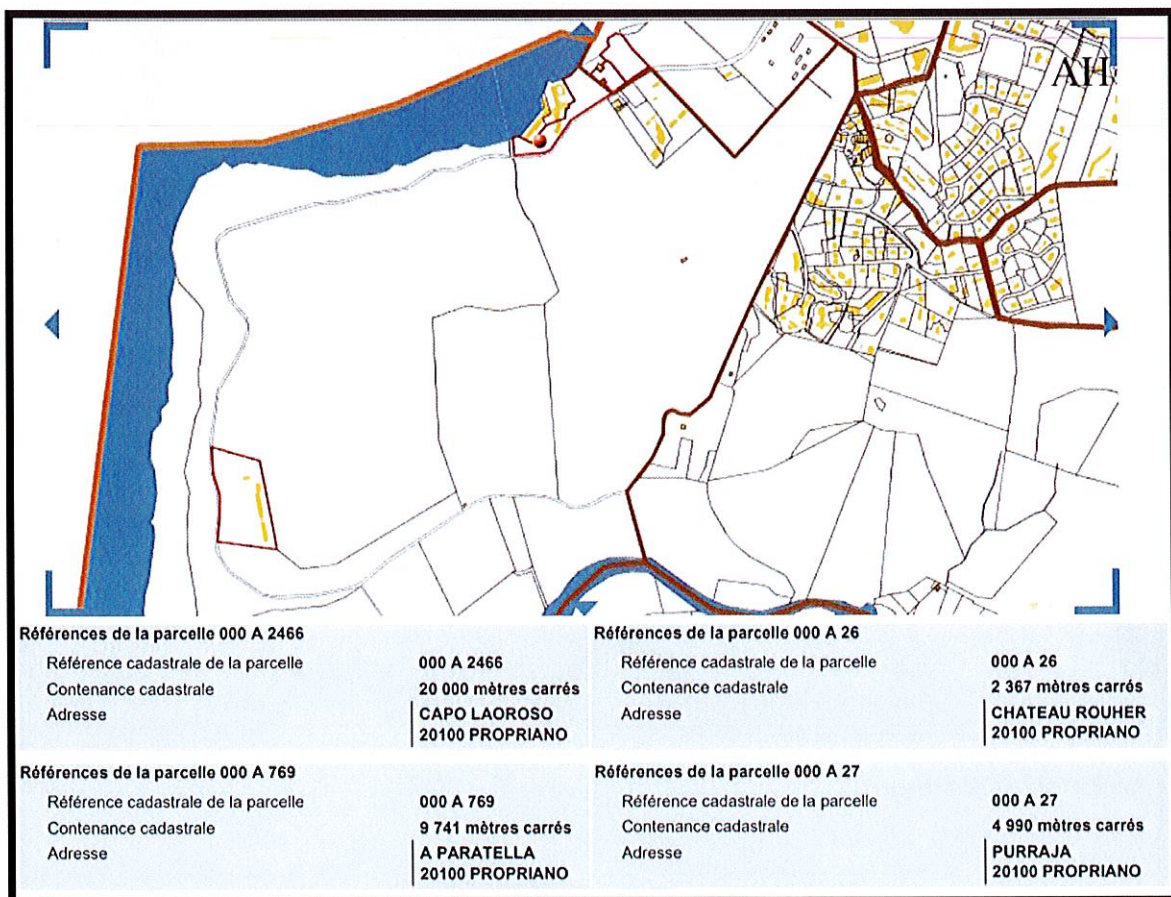 AH
Références de la parcelle 000 A 2466
Référence cadastrale de la parcelle 000 A 2466
Contenance cadastrale 20 000 mètres carrés
Adresse CAPO LAOROSO
20100 PROPRIANO
Références de la parcelle 000 A 26
Référence cadastrale de la parcelle 000 A 26
Contenance cadastrale 2 367 mètres carrés
Adresse CHATEAU ROUHER
20100 PROPRIANO
Références de la parcelle 000 A 769
Référence cadastrale de la parcelle 000 A 769
Contenance cadastrale 9 741 mètres carrés
Adresse A PARATELLA
20100 PROPRIANO
Références de la parcelle 000 A 27
Référence cadastrale de la parcelle 000 A 27
Contenance cadastrale 4 990 mètres carrés
Adresse PURRAJA
20100 PROPRIANO